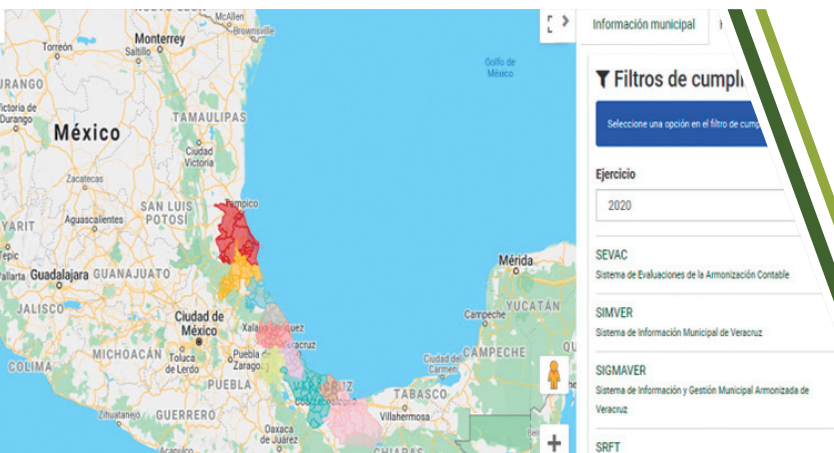 McAllen
Brownsville
Monterrey
Torreón
Saltillo
Golfo de
México
Victoria de
Durango
TAMAULIPAS
México
Ciudad
Victoria
Zacatecas
SAN LUIS
POTOSÍ
Tampico
Aguascalientes
Tepic
Guadalajara
GUANAJUATO
JALISCO
Ciudad de
México
COLIMA
MICHOACÁN
Toluca
de Lerdo
Puebla
Zarago
PUEBLA
Zihuatanejo
GUERRERO
Oaxaca
de Juárez
Mérida
YUCATÁN
Campeche
Ciudad del
Carmen
CAMPECHE
TABASCO
Villahermosa
CHIAPAS
Información municipal
Filtros de cumpli
Seleccione una opción en el filtro de cump
Ejercicio
2020
SEVAC
Sistema de Evaluaciones de la Armonización Contable
SIMVER
Sistema de Información Municipal de Veracruz
SIGMAVER
Sistema de Información y Gestión Municipal Armonizada de
Veracruz
SRFT